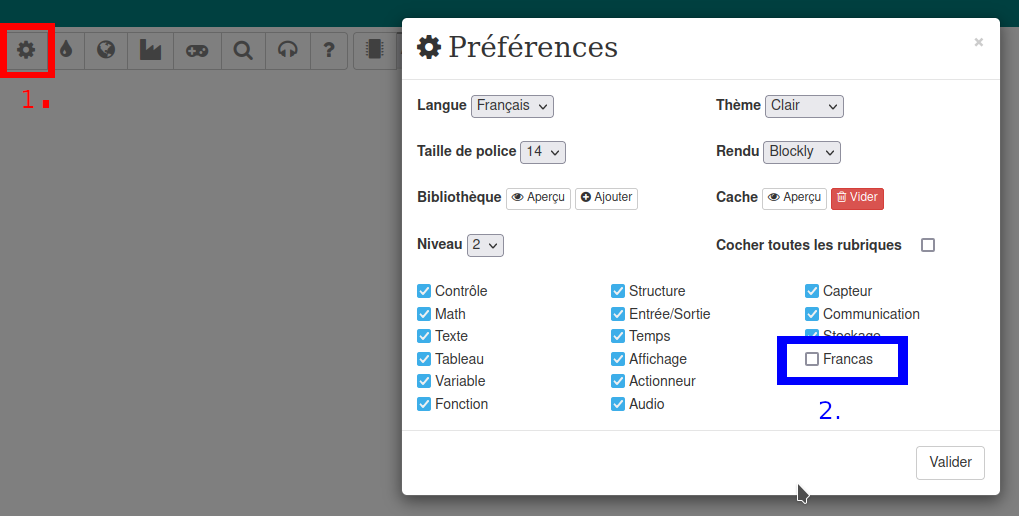 1.
?
Préférences
×
Langue Français Thème Clair
Taille de police 14 Rendu Blockly
Bibliothèque Aperçu Ajouter Cache Aperçu Vider
Niveau 2 Cocher toutes les rubriques
Contrôle Structure Capteur
Math Entrée/Sortie Communication
Texte Temps Stockage
Tableau Affichage Francas
Variable Actionneur
Fonction Audio
2.
Valider